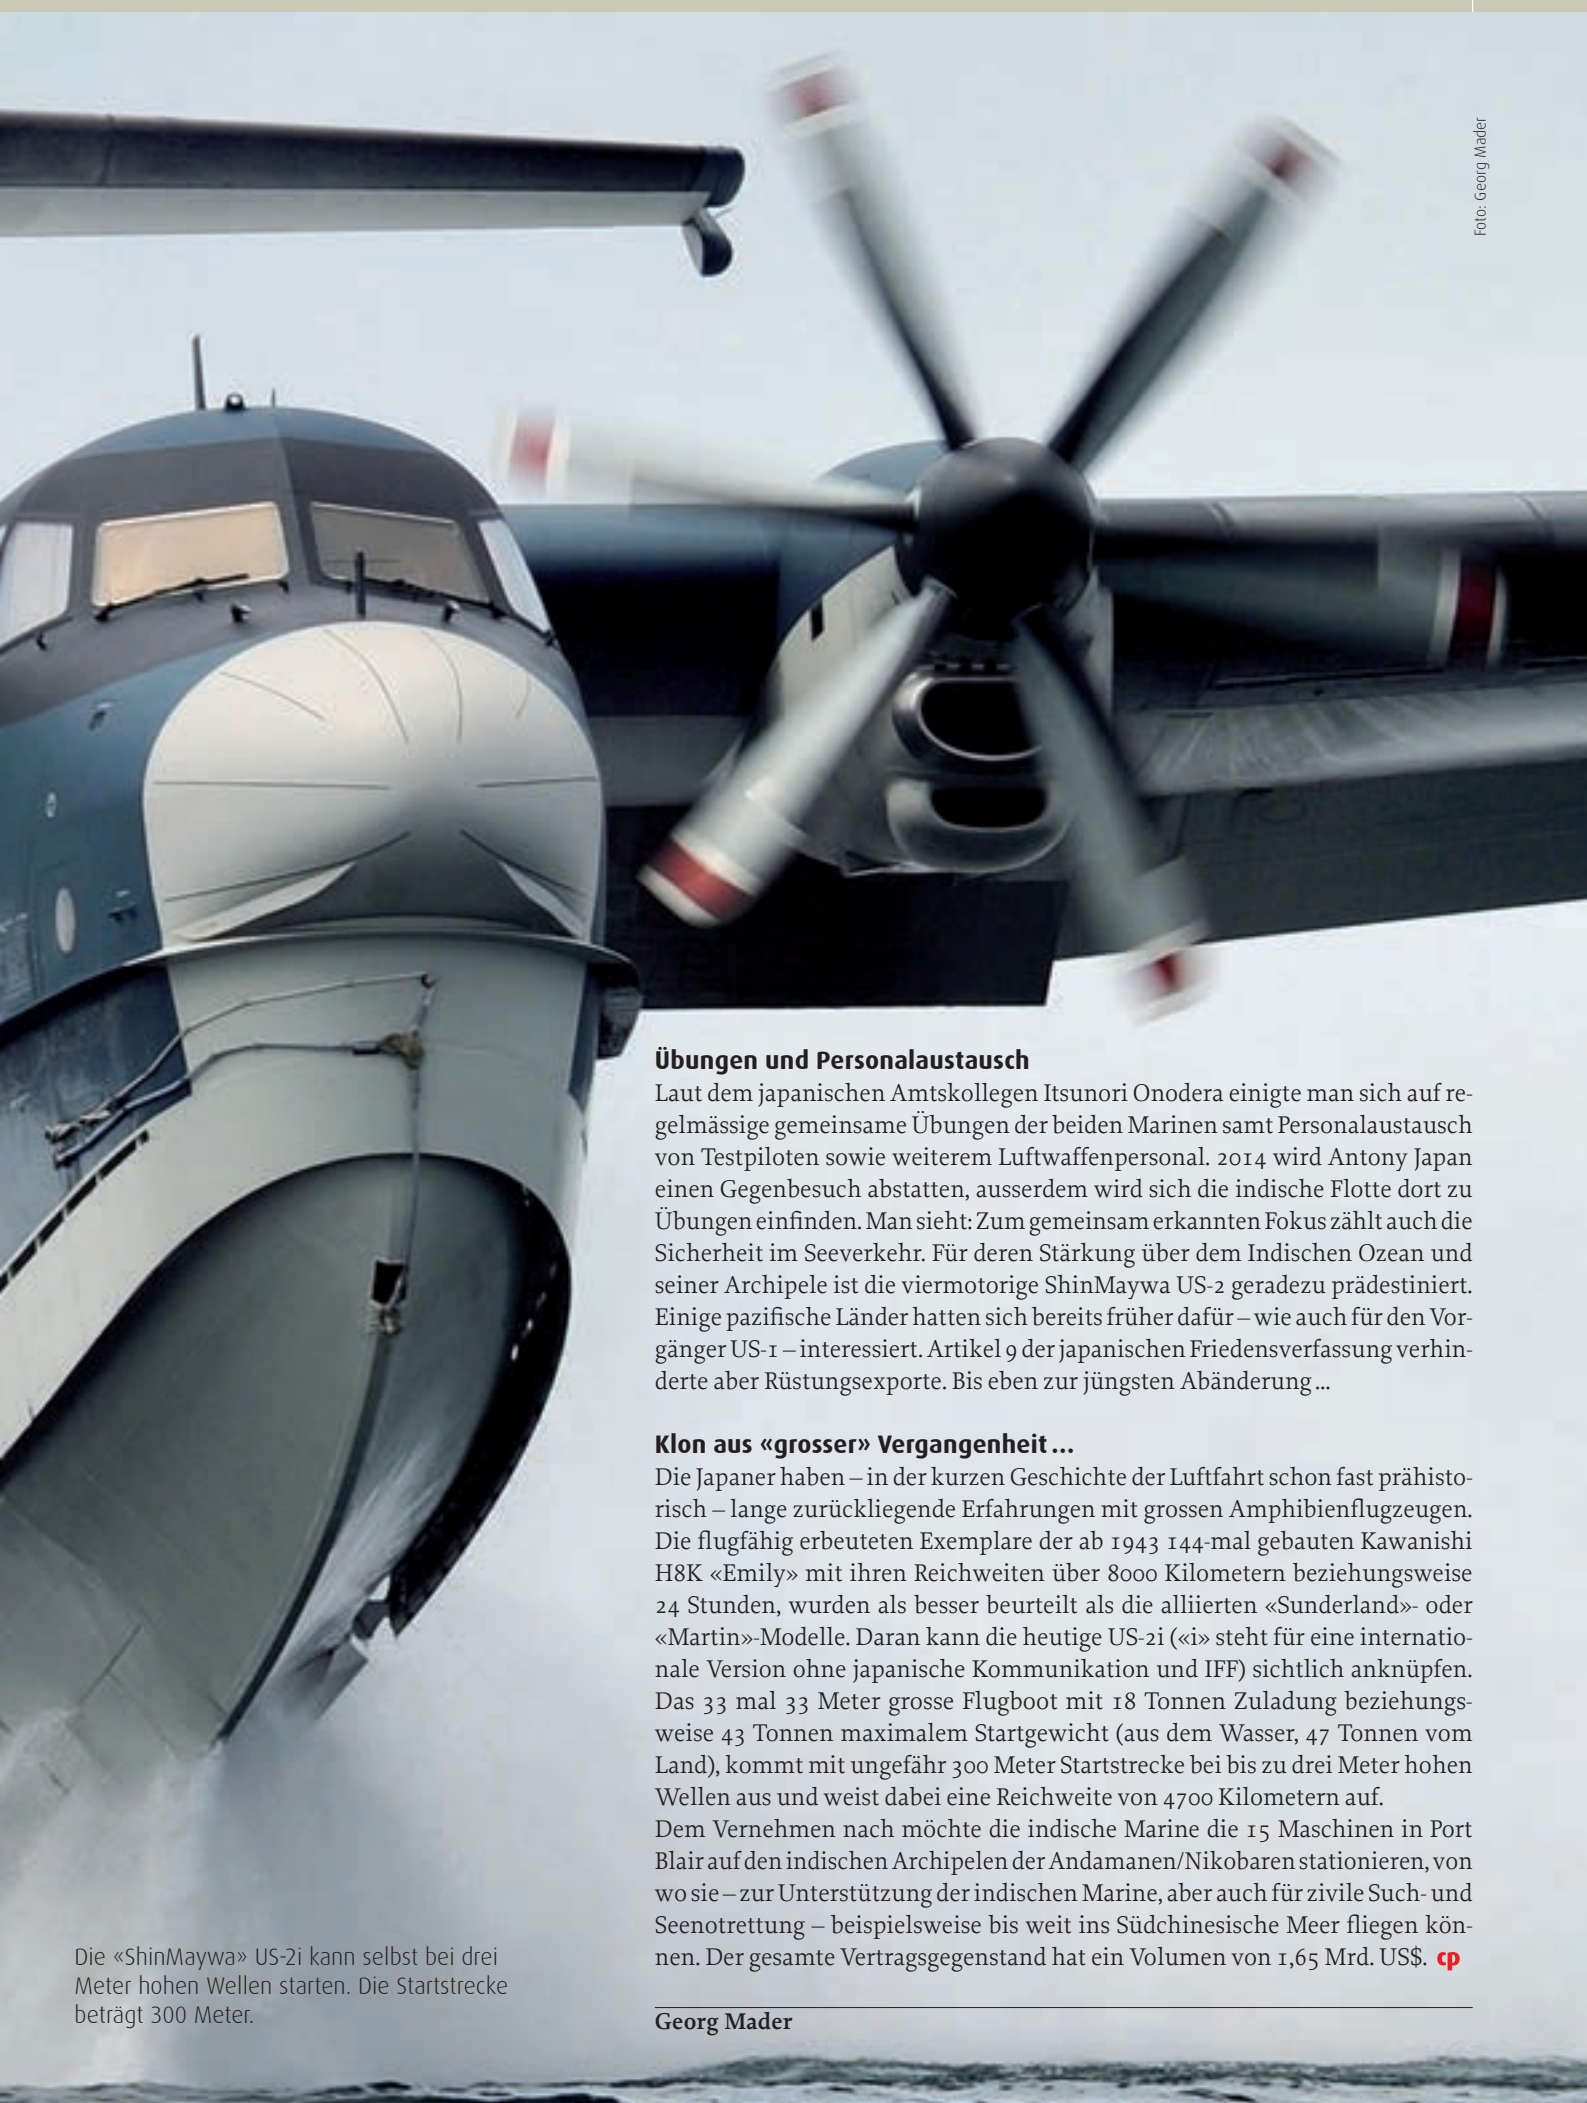 Foto: Georg Mader
Übungen und Personalaustausch
Laut dem japanischen Amtskollegen Itsunori Onodera einigte man sich auf re-
gelmässige gemeinsame Übungen der beiden Marinen samt Personalaustausch
von Testpiloten sowie weiterem Luftwaffenpersonal. 2014 wird Antony Japan
einen Gegenbesuch abstatten, ausserdem wird sich die indische Flotte dort zu
Übungen einfinden. Man sieht: Zum gemeinsam erkannten Fokus zählt auch die
Sicherheit im Seeverkehr. Für deren Stärkung über dem Indischen Ozean und
seiner Archipele ist die viermotorige ShinMaywa US-2 geradezu prädestiniert.
Einige pazifische Länder hatten sich bereits früher dafür – wie auch für den Vor-
gänger US-1 – interessiert. Artikel 9 der japanischen Friedensverfassung verhin-
derte aber Rüstungsexporte. Bis eben zur jüngsten Abänderung ...
Klon aus «grosser» Vergangenheit ...
Die Japaner haben – in der kurzen Geschichte der Luftfahrt schon fast prähisto-
risch – lange zurückliegende Erfahrungen mit grossen Amphibienflugzeugen.
Die flugfähig erbeuteten Exemplare der ab 1943 144-mal gebauten Kawanishi
H8K «Emily» mit ihren Reichweiten über 8000 Kilometern beziehungsweise
24 Stunden, wurden als besser beurteilt als die alliierten «Sunderland»- oder
«Martin»-Modelle. Daran kann die heutige US-2i («i» steht für eine internatio-
nale Version ohne japanische Kommunikation und IFF) sichtlich anknüpfen.
Das 33 mal 33 Meter grosse Flugboot mit 18 Tonnen Zuladung beziehungs-
weise 43 Tonnen maximalem Startgewicht (aus dem Wasser, 47 Tonnen vom
Land), kommt mit ungefähr 300 Meter Startstrecke bei bis zu drei Meter hohen
Wellen aus und weist dabei eine Reichweite von 4700 Kilometern auf.
Dem Vernehmen nach möchte die indische Marine die 15 Maschinen in Port
Blair auf den indischen Archipelen der Andamanen/Nikobaren stationieren, von
wo sie – zur Unterstützung der indischen Marine, aber auch für zivile Such- und
Seenotrettung – beispielsweise bis weit ins Südchinesische Meer fliegen kön-
nen. Der gesamte Vertragsgegenstand hat ein Volumen von 1,65 Mrd. US$. cp
Georg Mader
Die «ShinMaywa» US-2i kann selbst bei drei
Meter hohen Wellen starten. Die Startstrecke
beträgt 300 Meter.